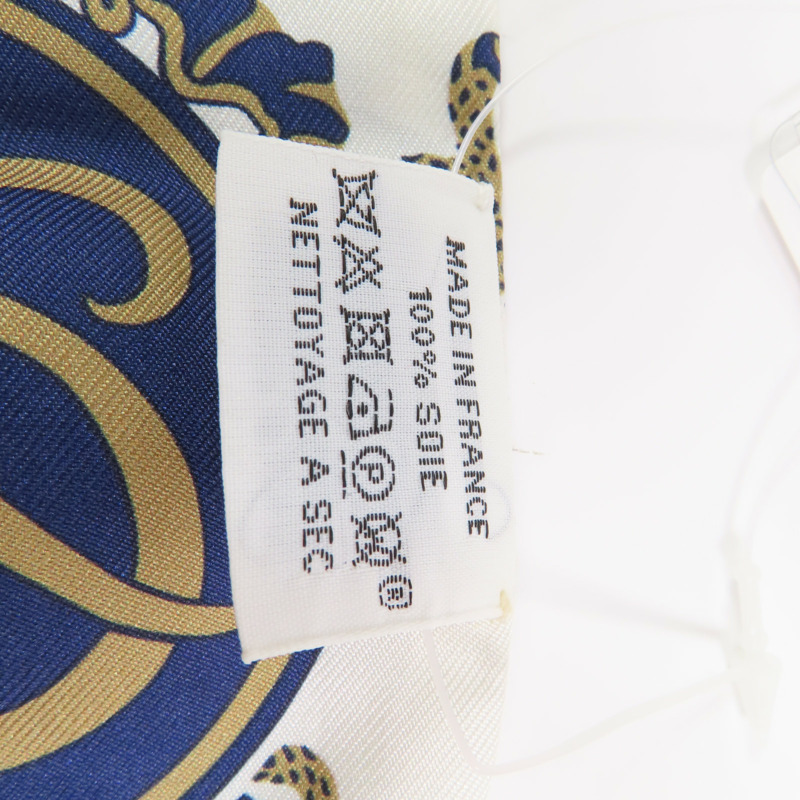 MADE IN FRANCE
100% SOIE
P W ®
NETTOYAGE A SEC